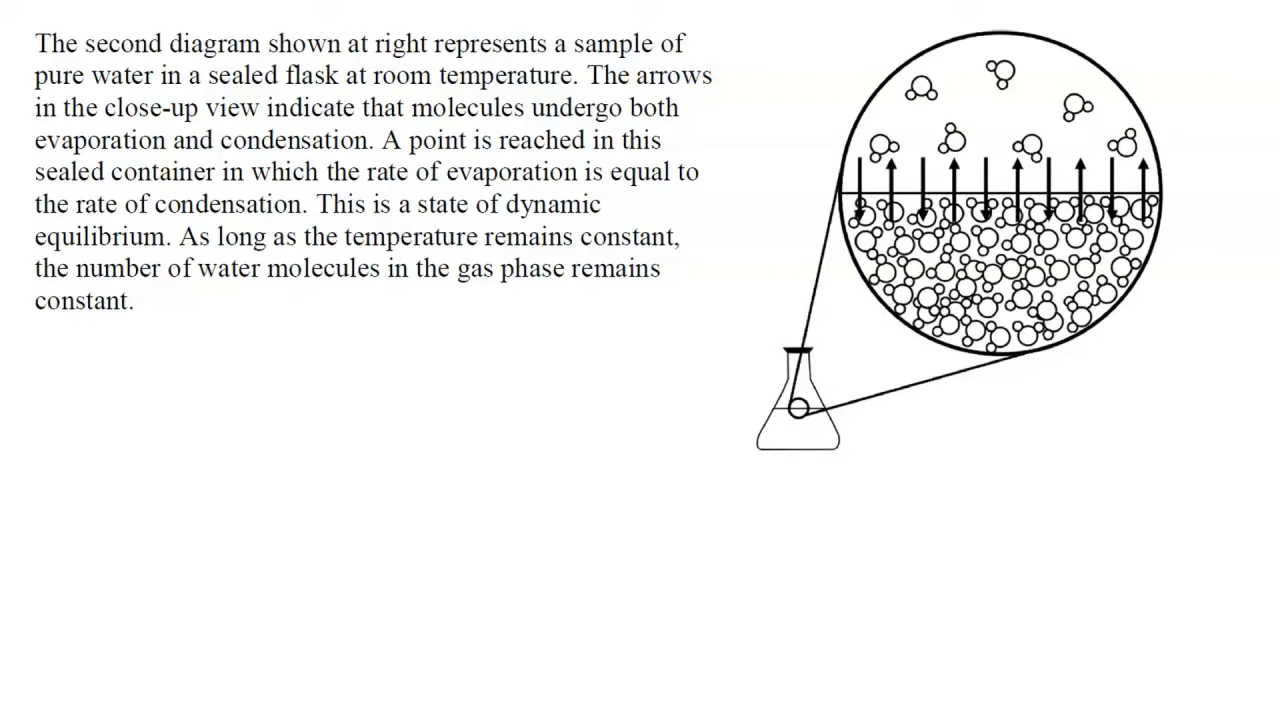 The second diagram shown at right represents a sample of
pure water in a sealed flask at room temperature. The arrows
in the close-up view indicate that molecules undergo both
evaporation and condensation. A point is reached in this
sealed container in which the rate of evaporation is equal to
the rate of condensation. This is a state of dynamic
equilibrium. As long as the temperature remains constant,
the number of water molecules in the gas phase remains
constant.